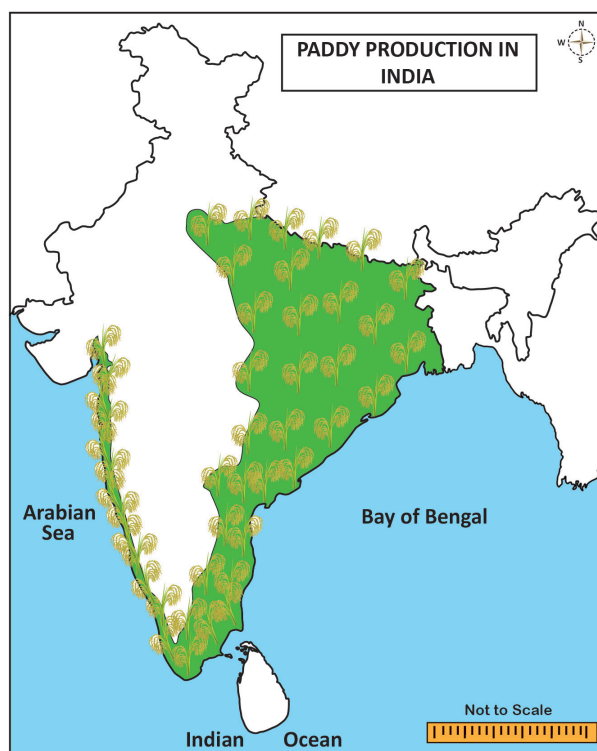 PADDY PRODUCTION IN
INDIA
N
W
S
Arabian
Sea
Bay of Bengal
Not to Scale
Indian Ocean